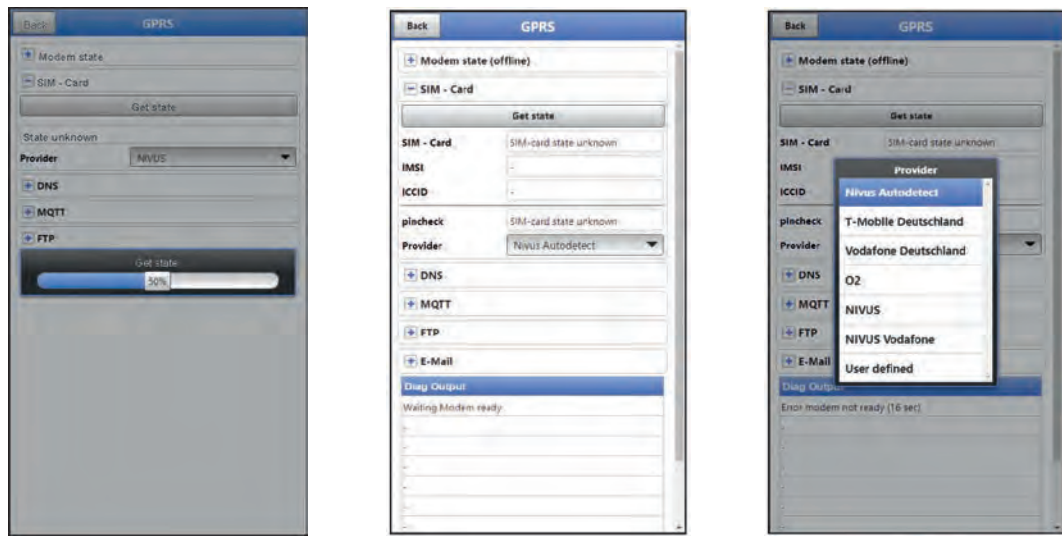 Back GPRS
Modem state
SIM - Card
Get state
State unknown
Provider NIVUS
DNS
MQTT
FTP
Get state
50%
Back GPRS
Modem state (offline)
SIM - Card
Get state
SIM - Card SIM-card state unknown
IMSI -
ICCID -
pincheck SIM-card state unknown
Provider Nivus Autodetect
DNS
MQTT
FTP
E-Mail
Diag Output
Waiting Modem ready
-
-
-
-
-
-
Back GPRS
Modem state (offline)
SIM - Card
Get state
SIM - Card SIM-card state unknown
IMSI
ICCID
pincheck
Provider
DNS
MQTT
FTP
E-Mail
Provider
Nivus Autodetect
T-Mobile Deutschland
Vodafone Deutschland
O2
NIVUS
NIVUS Vodafone
User defined
Diag Output
Error modem not ready (16 sec)
-
-
-
-
-
-